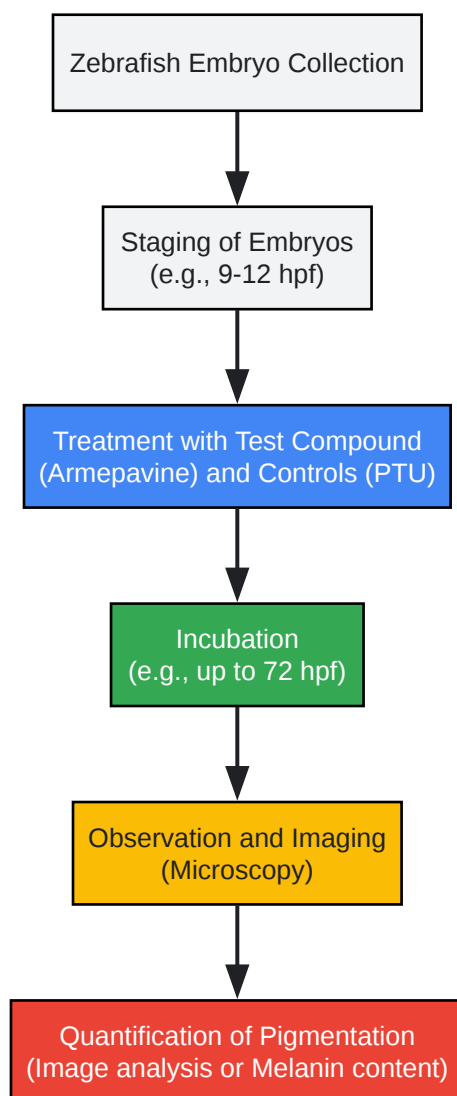 Zebrafish Embryo Collection
Staging of Embryos
(e.g., 9-12 hpf)
Treatment with Test Compound
(Armepavine) and Controls (PTU)
Incubation
(e.g., up to 72 hpf)
Observation and Imaging
(Microscopy)
Quantification of Pigmentation
(Image analysis or Melanin content)